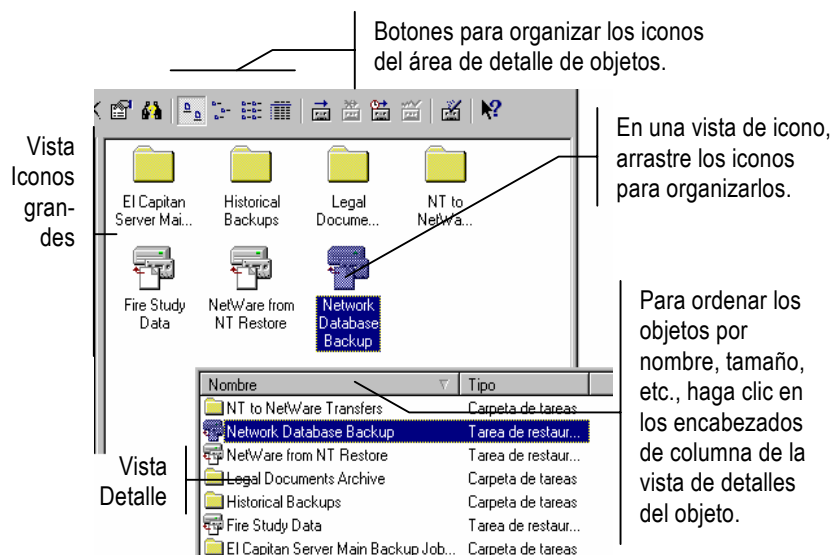 Botones para organizar los iconos
del área de detalle de objetos.
Vista
Iconos
gran-
des
En una vista de icono,
arrastre los iconos
para organizarlos.
El Capitan
Server Mai...
Historical
Backups
Legal
Docume...
NT to
NetWa...
Fire Study
Data
NetWare from
NT Restore
Network
Database
Backup
Para ordenar los
objetos por
nombre, tamaño,
etc., haga clic en
los encabezados
de columna de la
vista de detalles
del objeto.
Vista
Detalle
Nombre Tipo
NT to NetWare Transfers Carpeta de tareas
Network Database Backup Tarea de restaur...
NetWare from NT Restore Tarea de restaur...
Legal Documents Archive Carpeta de tareas
Historical Backups Carpeta de tareas
Fire Study Data Tarea de restaur...
El Capitan Server Main Backup Job... Carpeta de tareas